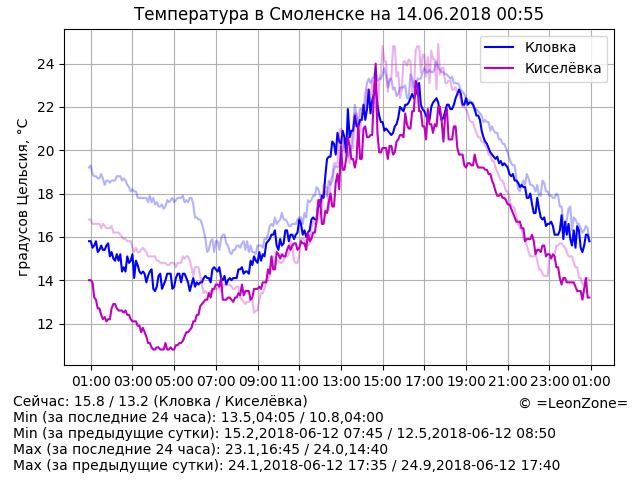 Температура в Смоленске на 14.06.2018 00:55
градусов Цельсия, °C
24
22
20
18
16
14
12
Кловка
Киселёвка
01:00 03:00 05:00 07:00 09:00 11:00 13:00 15:00 17:00 19:00 21:00 23:00 01:00
Сейчас: 15.8 / 13.2 (Кловка / Киселёвка)
© =LeonZone=
Min (за последние 24 часа): 13.5,04:05 / 10.8,04:00
Min (за предыдущие сутки): 15.2,2018-06-12 07:45 / 12.5,2018-06-12 08:50
Max (за последние 24 часа): 23.1,16:45 / 24.0,14:40
Max (за предыдущие сутки): 24.1,2018-06-12 17:35 / 24.9,2018-06-12 17:40